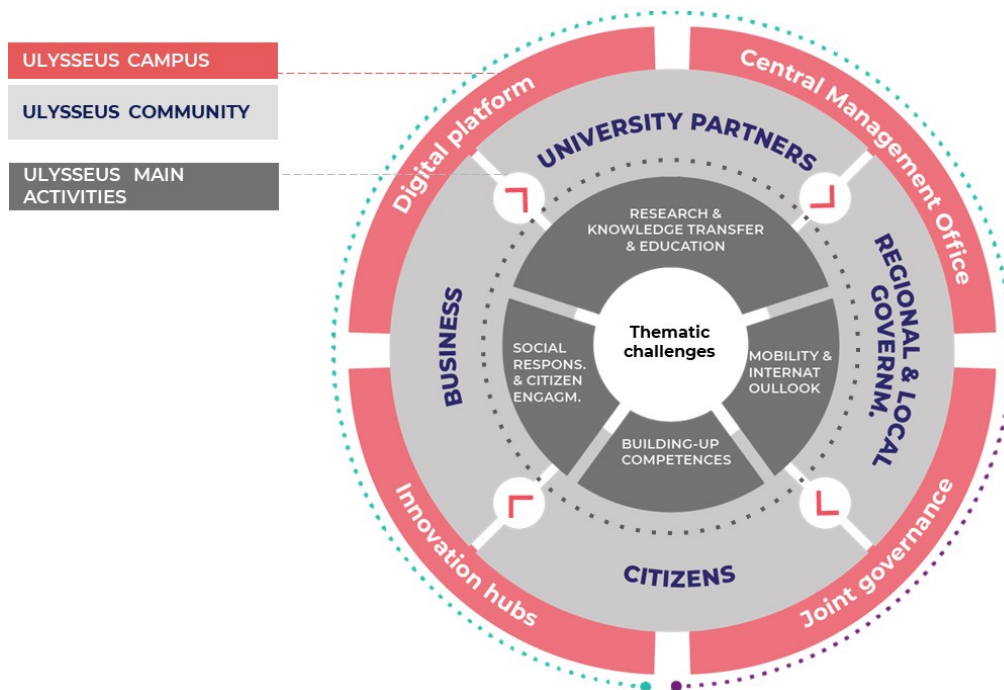 ULYSSEUS CAMPUS
ULYSSEUS COMMUNITY
ULYSSEUS MAIN
ACTIVITIES
Digital platform
Central Management Office
Innovation hubs
Joint governance
UNIVERSITY PARTNERS
BUSINESS
REGIONAL & LOCAL
GOVERNM.
CITIZENS
RESEARCH &
KNOWLEDGE TRANSFER
& EDUCATION
SOCIAL
RESPONS.
& CITIZEN
ENGAGM.
Thematic
challenges
MOBILITY &
INTERNAT
OULLOOK
BUILDING-UP
COMPETENCES